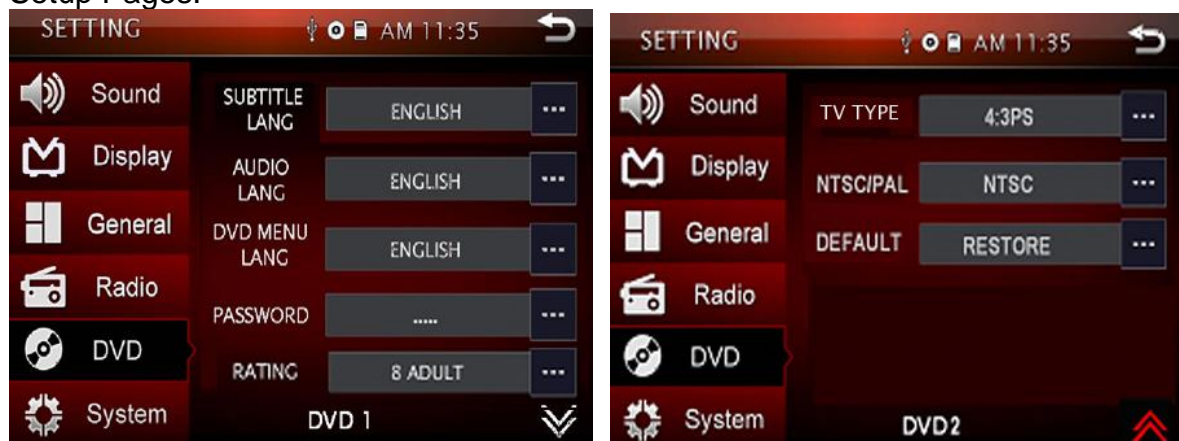 Setup Pages:
SETTING AM 11:35
Sound
Display
General
Radio
DVD
System
SUBTITLE
LANG
ENGLISH ...
AUDIO
LANG
ENGLISH ...
DVD MENU
LANG
ENGLISH ...
PASSWORD ..... ...
RATING 8 ADULT ...
DVD 1
SETTING AM 11:35
Sound
Display
General
Radio
DVD
System
TV TYPE 4:3PS ...
NTSC/PAL NTSC ...
DEFAULT RESTORE ...
DVD2